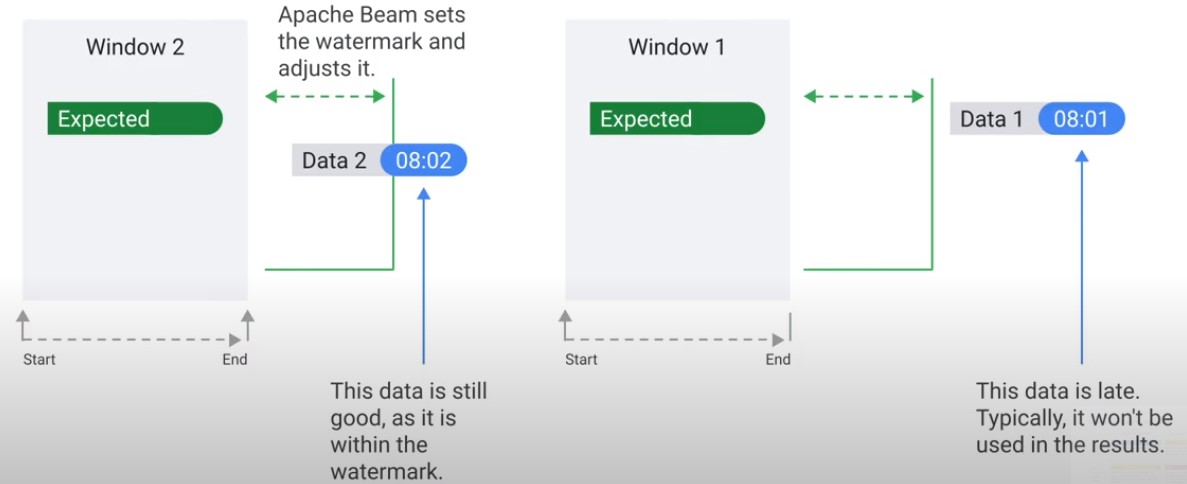 Apache Beam sets
the watermark and
adjusts it.
Window 2
Expected
Data 2 08:02
Start End
This data is still
good, as it is
within the
watermark.
Window 1
Expected
Data 1 08:01
Start End
This data is late.
Typically, it won't be
used in the results.